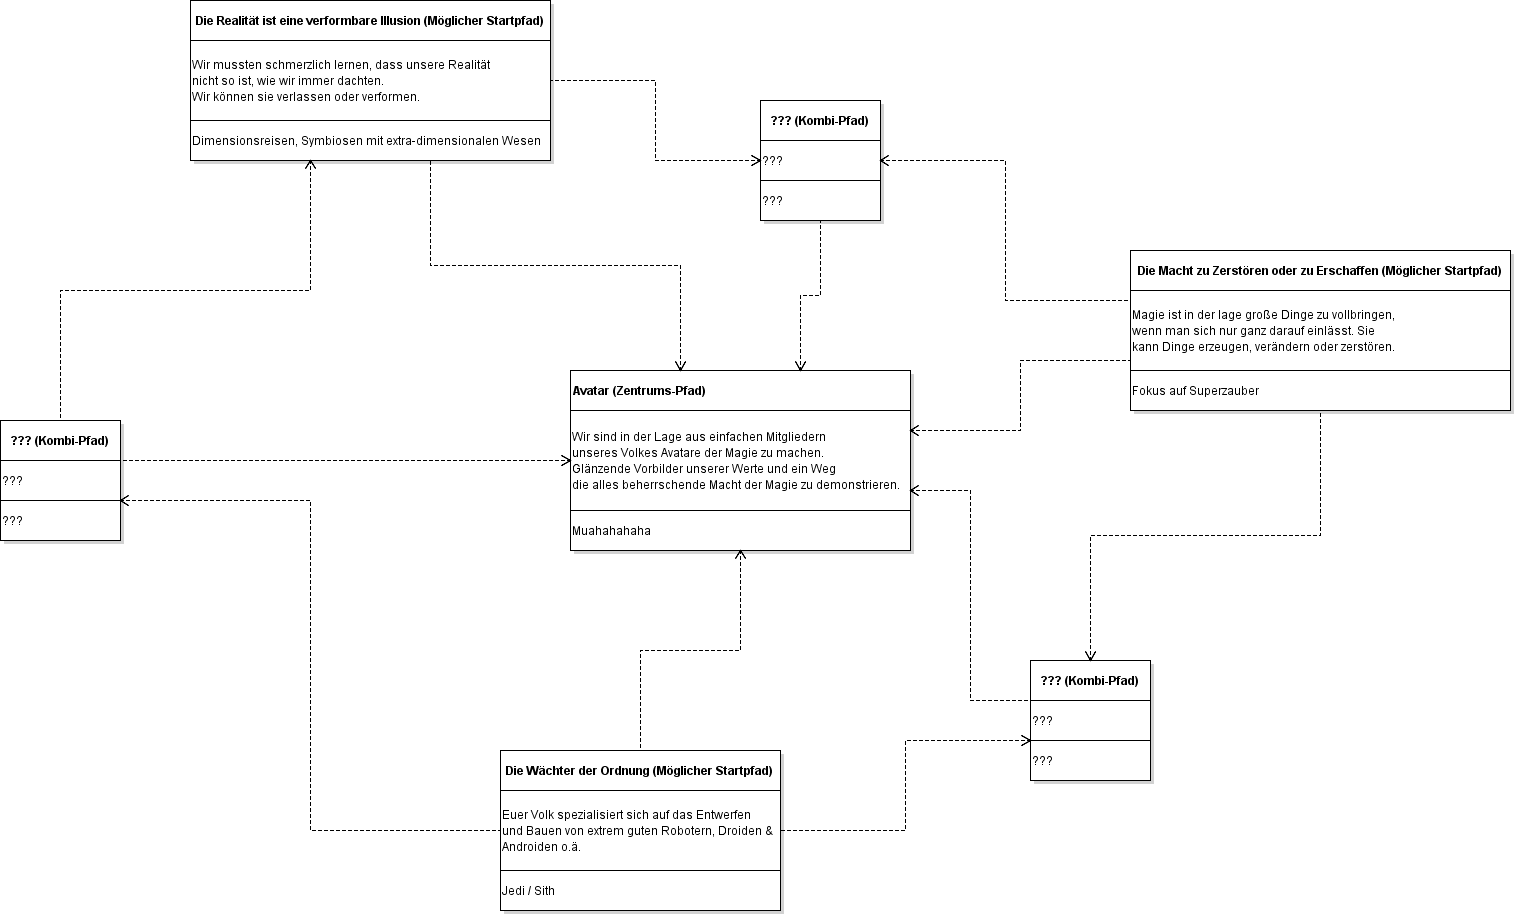 Die Realität ist eine verformbare Illusion (Möglicher Startpfad)
Wir mussten schmerzlich lernen, dass unsere Realität
nicht so ist, wie wir immer dachten.
Wir können sie verlassen oder verformen.
Dimensionsreisen, Symbiosen mit extra-dimensionalen Wesen
??? (Kombi-Pfad)
???
???
Die Macht zu Zerstören oder zu Erschaffen (Möglicher Startpfad)
Magie ist in der lage große Dinge zu vollbringen,
wenn man sich nur ganz darauf einlässt. Sie
kann Dinge erzeugen, verändern oder zerstören.
Fokus auf Superzauber
Avatar (Zentrums-Pfad)
Wir sind in der Lage aus einfachen Mitgliedern
unseres Volkes Avatare der Magie zu machen.
Glänzende Vorbilder unserer Werte und ein Weg
die alles beherrschende Macht der Magie zu demonstrieren.
Muahahahaha
??? (Kombi-Pfad)
???
???
??? (Kombi-Pfad)
???
???
Die Wächter der Ordnung (Möglicher Startpfad)
Euer Volk spezialisiert sich auf das Entwerfen
und Bauen von extrem guten Robotern, Droiden &
Androiden o.ä.
Jedi / Sith